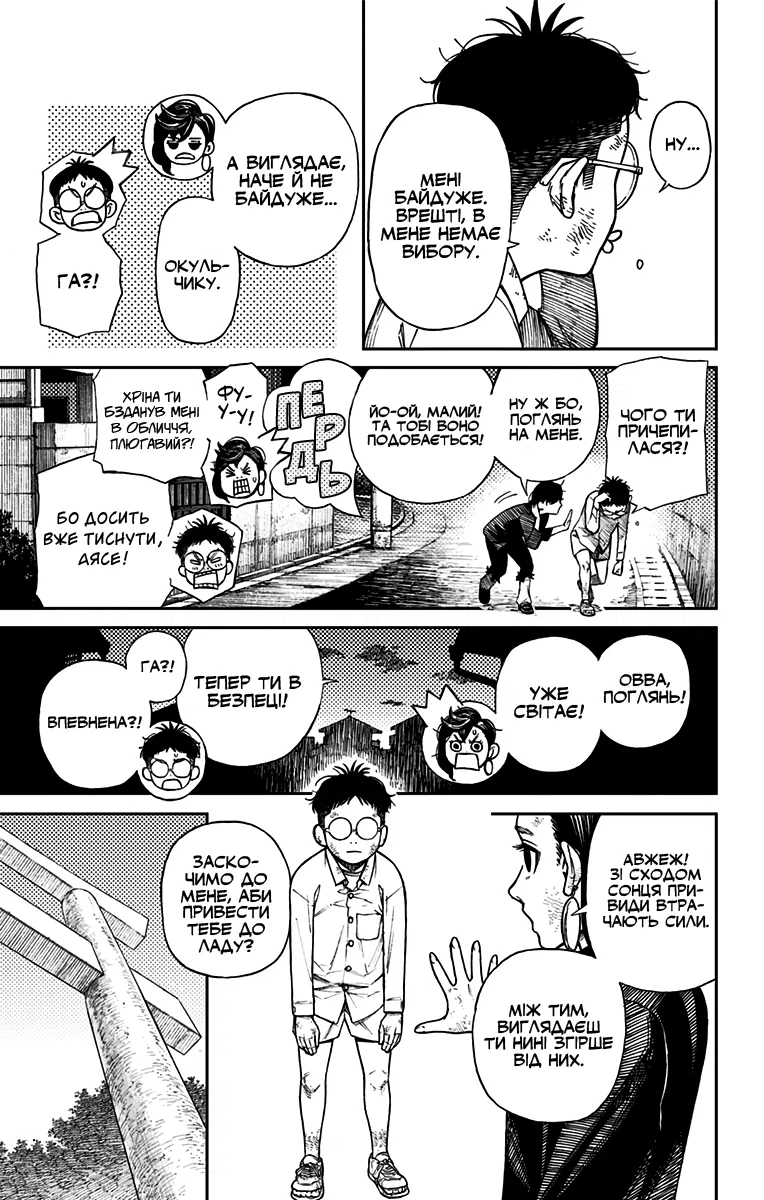 НУ...
МЕНІ
БАЙДУЖЕ.
ВРЕШТІ, В
МЕНЕ НЕМАЄ
ВИБОРУ.
А ВИГЛЯДАЄ,
НАЧЕ Й НЕ
БАЙДУЖЕ...
ОКУЛЬ-
ЧИКУ.
ГА?!
ЧОГО ТИ
ПРИЧЕПИ-
ЛАСЯ?!
НУ Ж БО,
ПОГЛЯНЬ
НА МЕНЕ.
ЙО-ОЙ, МАЛИЙ!
ТА ТОБІ ВОНО
ПОДОБАЄТЬСЯ!
ПЕРДЬ
ФУ-
У-У!
ХРІНА ТИ
БЗДАНУВ МЕНІ
В ОБЛИЧЧЯ,
ПЛЮГАВИЙ?!
БО ДОСИТЬ
ВЖЕ ТИСНУТИ,
АЯСЕ!
ОВВА,
ПОГЛЯНЬ!
УЖЕ
СВІТАЄ!
ТЕПЕР ТИ В
БЕЗПЕЦІ!
ГА?!
ВПЕВНЕНА?!
АВЖЕЖ!
ЗІ СХОДОМ
СОНЦЯ ПРИ-
ВИДИ ВТРА-
ЧАЮТЬ СИЛИ.
МІЖ ТИМ,
ВИГЛЯДАЄШ
ТИ НИНІ ЗГІРШЕ
ВІД НИХ.
ЗАСКО-
ЧИМО ДО
МЕНЕ, АБИ
ПРИВЕСТИ
ТЕБЕ ДО
ЛАДУ?